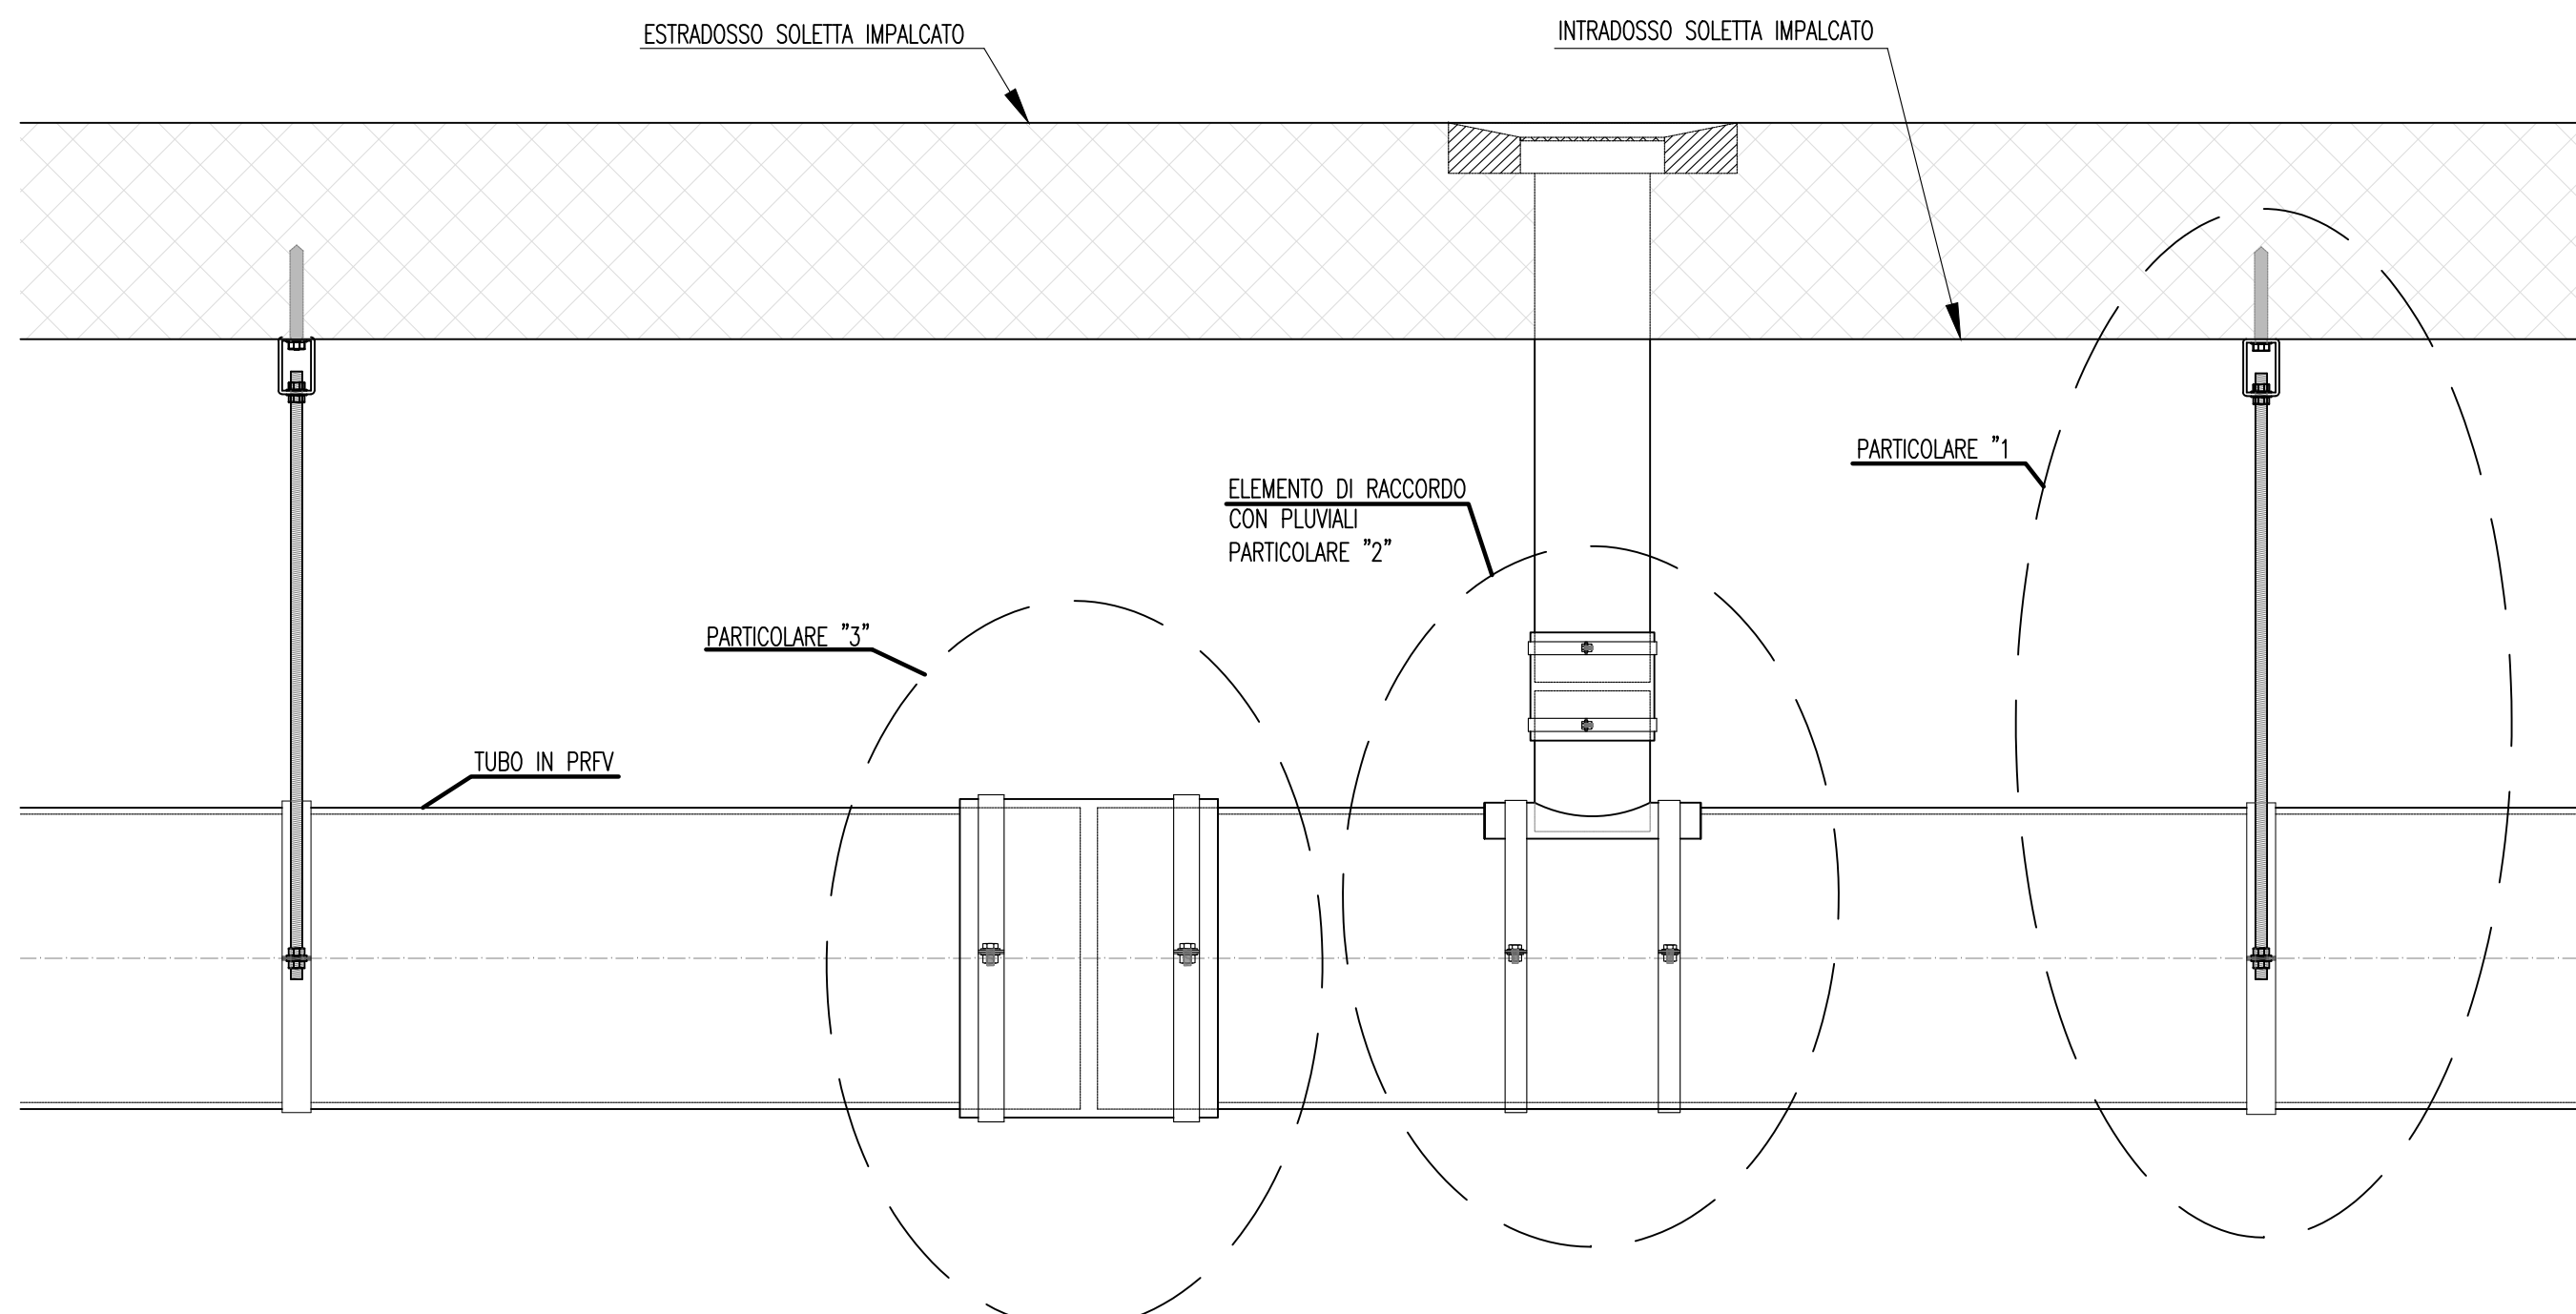 ESTRADOSSO SOLETTA IMPALCATO
INTRADOSSO SOLETTA IMPALCATO
PARTICOLARE "1
ELEMENTO DI RACCORDO
CON PLUVIALI
PARTICOLARE "2"
PARTICOLARE "3"
TUBO IN PRFV